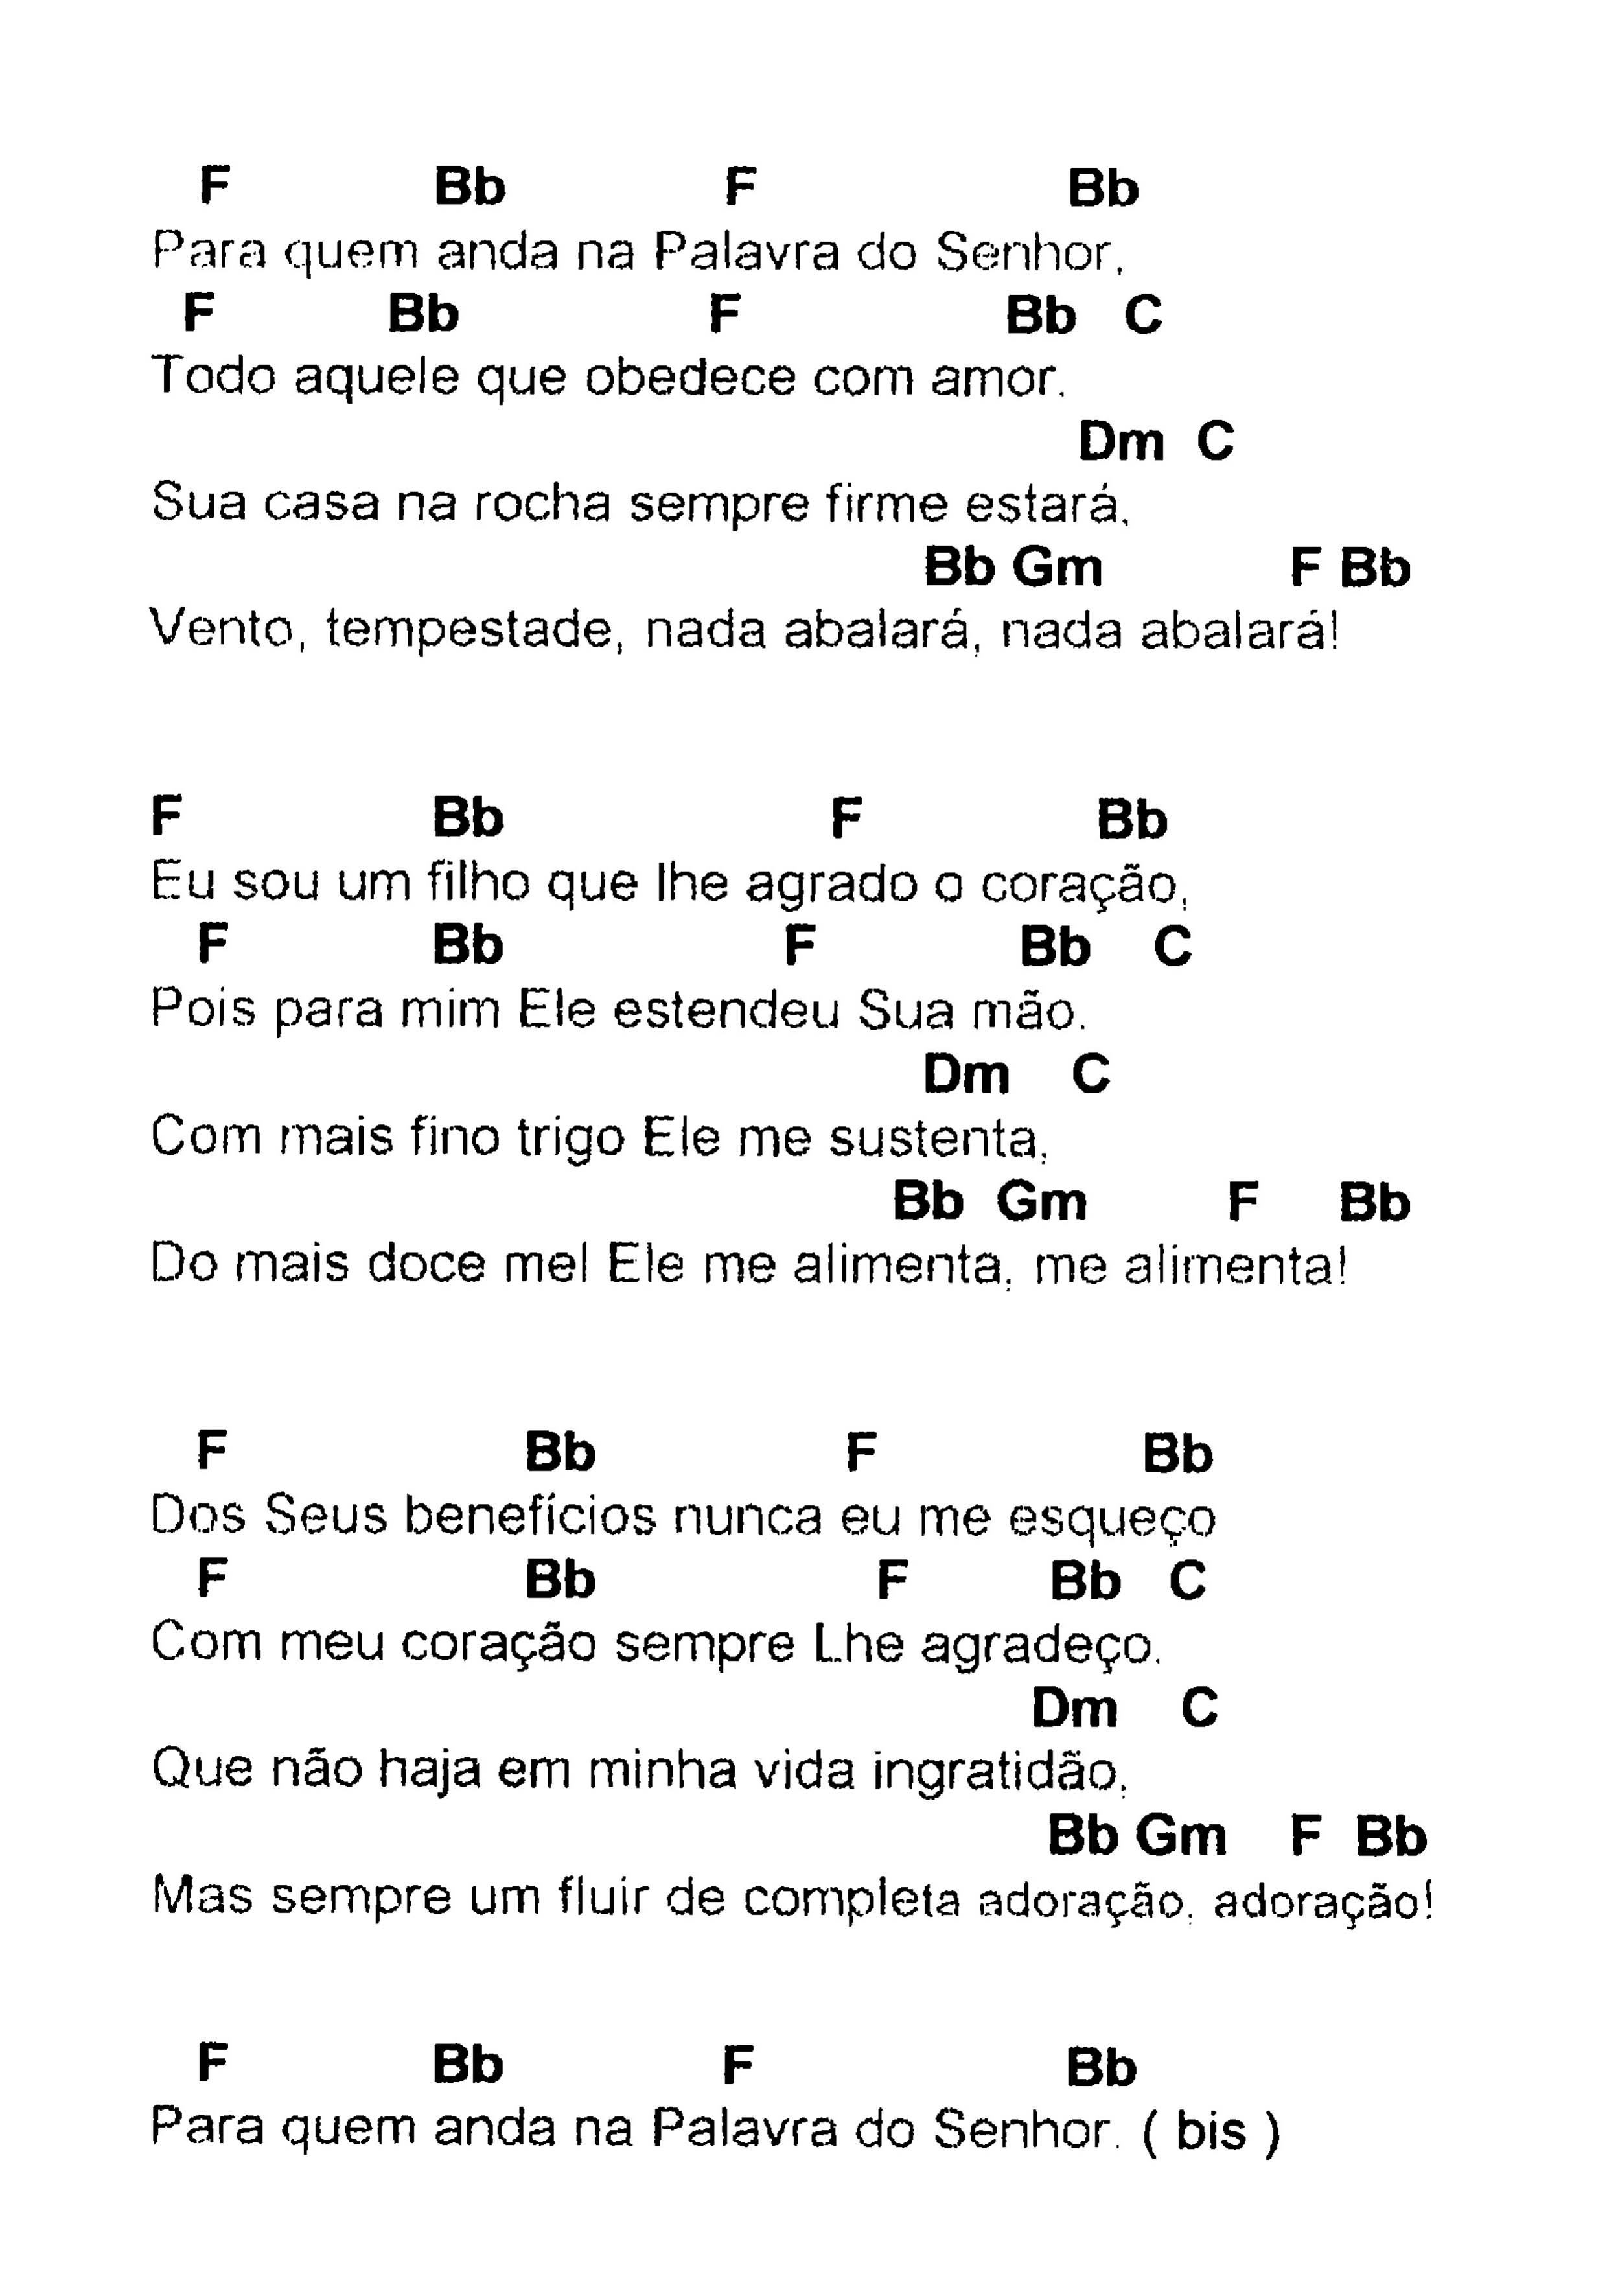 F Bb F Bb
Para quem anda na Palavra do Senhor,
F Bb F Bb C
Todo aquele que obedece com amor.
Dm C
Sua casa na rocha sempre firme estará,
Bb Gm F Bb
Vento, tempestade, nada abalará, nada abalará!
F Bb F Bb
Eu sou um filho que lhe agrado o coração,
F Bb F Bb C
Pois para mim Ele estendeu Sua mão.
Dm C
Com mais fino trigo Ele me sustenta,
Bb Gm F Bb
Do mais doce mel Ele me alimenta, me alimenta!
F Bb F Bb
Dos Seus benefícios nunca eu me esqueço
F Bb F Bb C
Com meu coração sempre Lhe agradeço.
Dm C
Que não haja em minha vida ingratidão,
Bb Gm F Bb
Mas sempre um fluir de completa adoração, adoração!
F Bb F Bb
Para quem anda na Palavra do Senhor. ( bis )